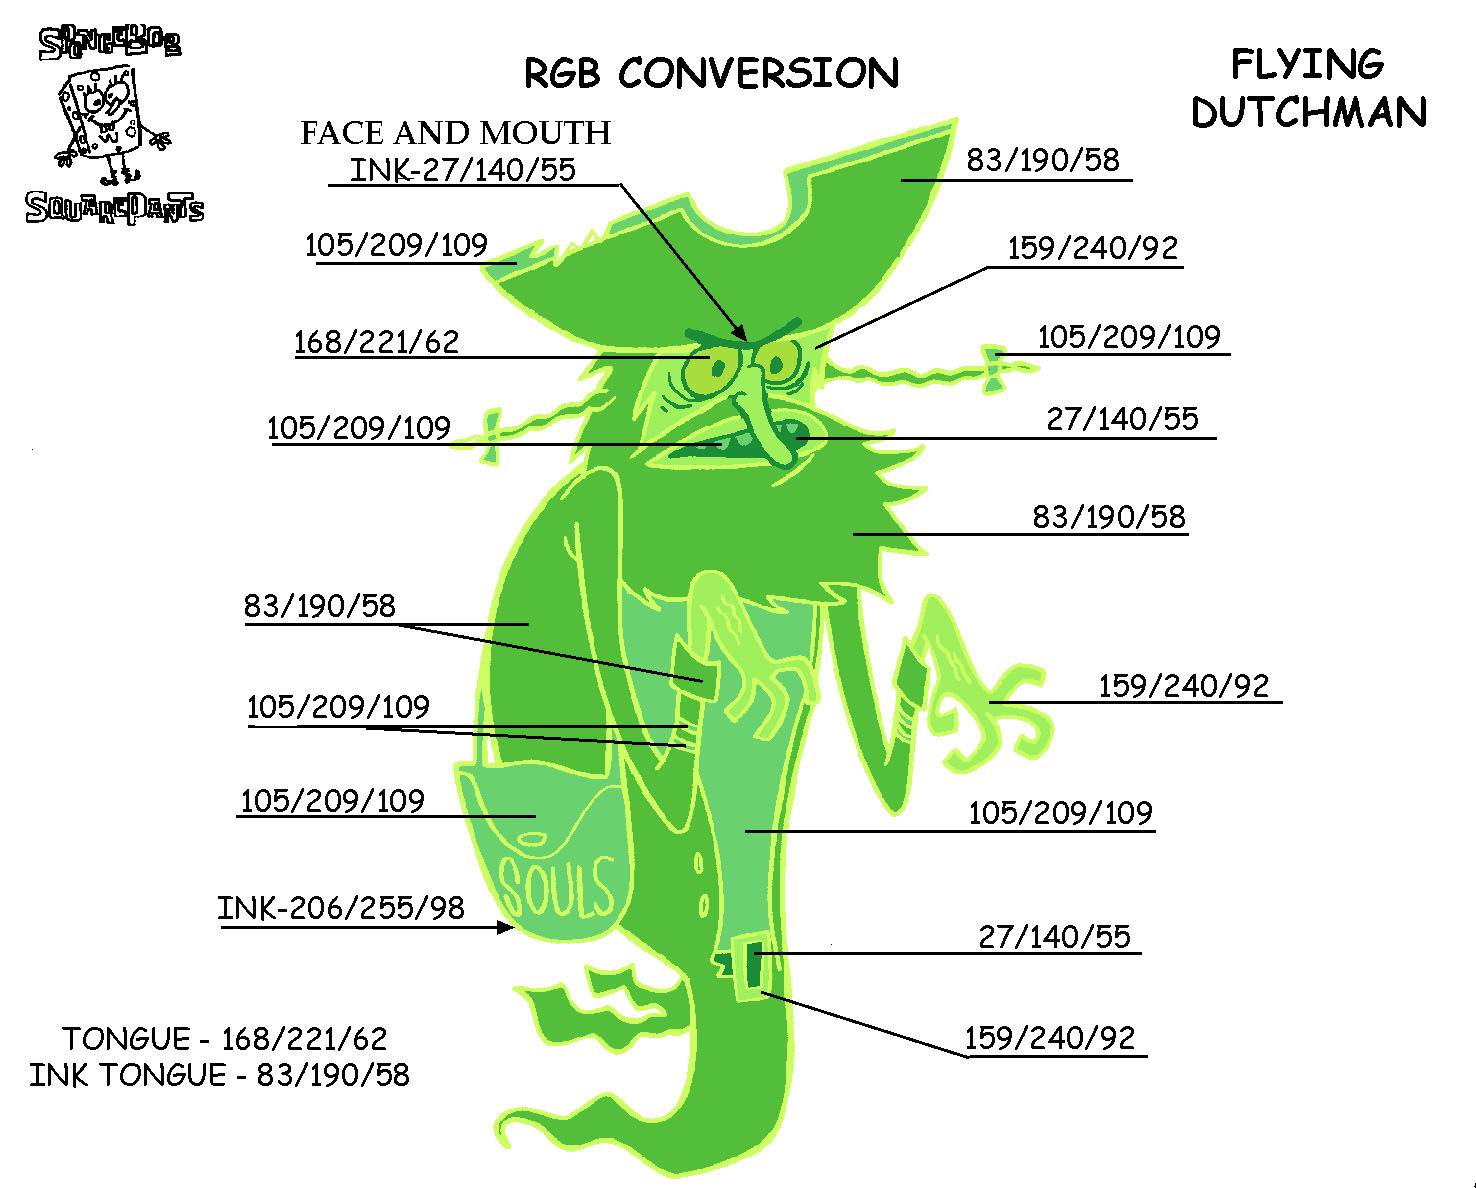 SPONGEBOB
SQUAREPANTS
RGB CONVERSION
FLYING
DUTCHMAN
FACE AND MOUTH
INK-27/140/55
83/190/58
105/209/109
159/240/92
168/221/62
105/209/109
105/209/109
27/140/55
83/190/58
83/190/58
159/240/92
105/209/109
105/209/109
105/209/109
SOULS
INK-206/255/98
27/140/55
159/240/92
TONGUE - 168/221/62
INK TONGUE - 83/190/58